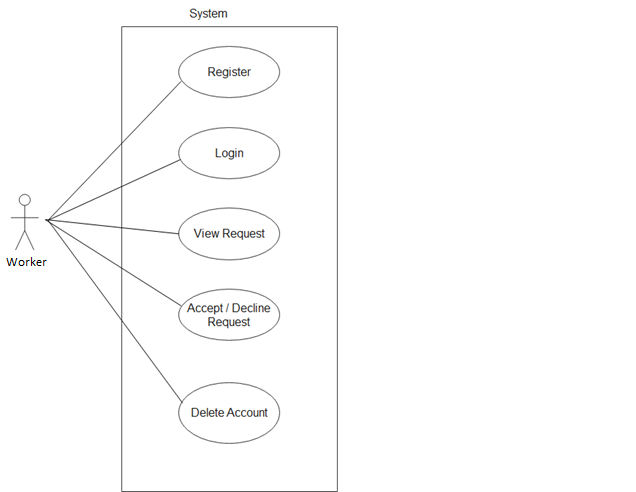 System
Register
Login
View Request
Worker
Accept / Decline
Request
Delete Account